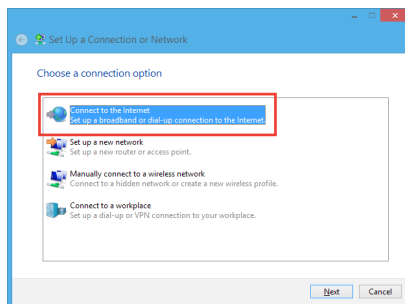 Set Up a Connection or Network
Choose a connection option
Connect to the Internet
Set up a broadband or dial-up connection to the Internet.
Set up a new network
Set up a new router or access point.
Manually connect to a wireless network
Connect to a hidden network or create a new wireless profile.
Connect to a workplace
Set up a dial-up or VPN connection to your workplace.
Next Cancel